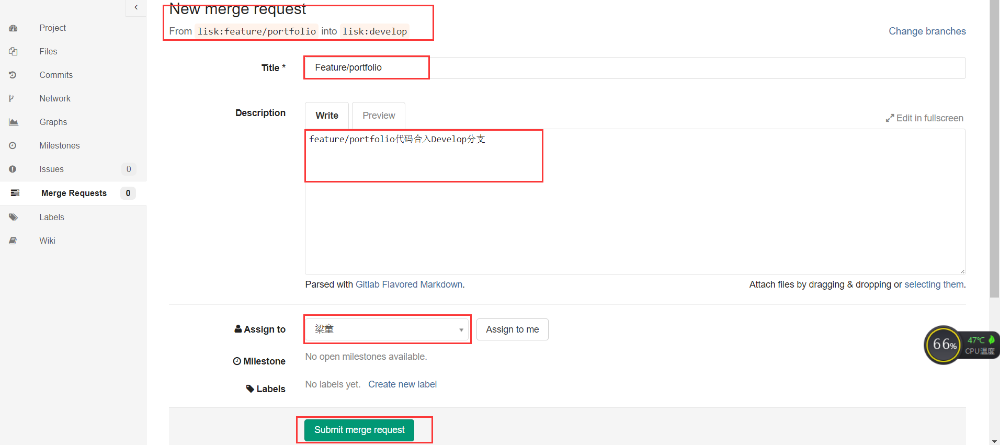 New merge request
From lisk:feature/portfolio into lisk:develop
Change branches
Project
Files
Commits
Network
Graphs
Milestones
Issues 0
Merge Requests 0
Labels
Wiki
Title *
Feature/portfolio
Description
Write
Preview
Edit in fullscreen
feature/portfolio代码合入Develop分支
Parsed with Gitlab Flavored Markdown.
Attach files by dragging & dropping or selecting them.
Assign to
梁童
Assign to me
Milestone
No open milestones available.
Labels
No labels yet. Create new label
Submit merge request
66%
47℃
CPU温度